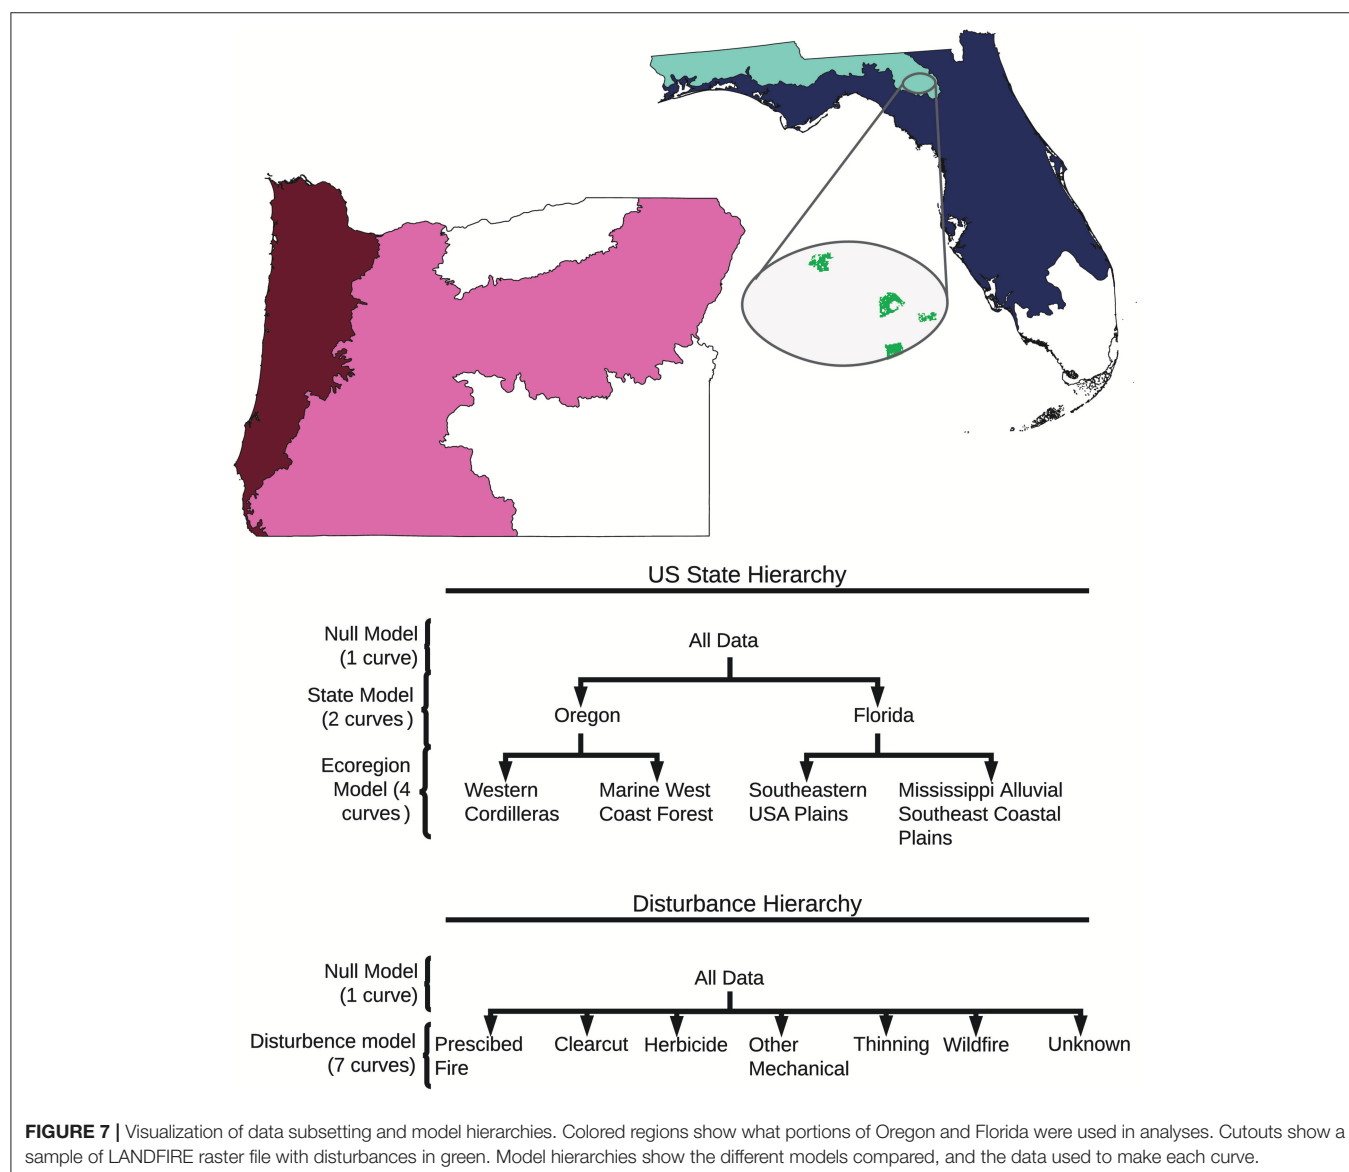 US State Hierarchy
Null Model
(1 curve)
All Data
State Model
(2 curves )
Oregon
Florida
Ecoregion
Model (4
curves )
Western
Cordilleras
Marine West
Coast Forest
Southeastern
USA Plains
Mississippi Alluvial
Southeast Coastal
Plains
Disturbance Hierarchy
Null Model
(1 curve)
All Data
Disturbence model
(7 curves)
Prescibed
Fire
Clearcut
Herbicide
Other
Mechanical
Thinning
Wildfire
Unknown
FIGURE 7 | Visualization of data subsetting and model hierarchies. Colored regions show what portions of Oregon and Florida were used in analyses. Cutouts show a
sample of LANDFIRE raster file with disturbances in green. Model hierarchies show the different models compared, and the data used to make each curve.